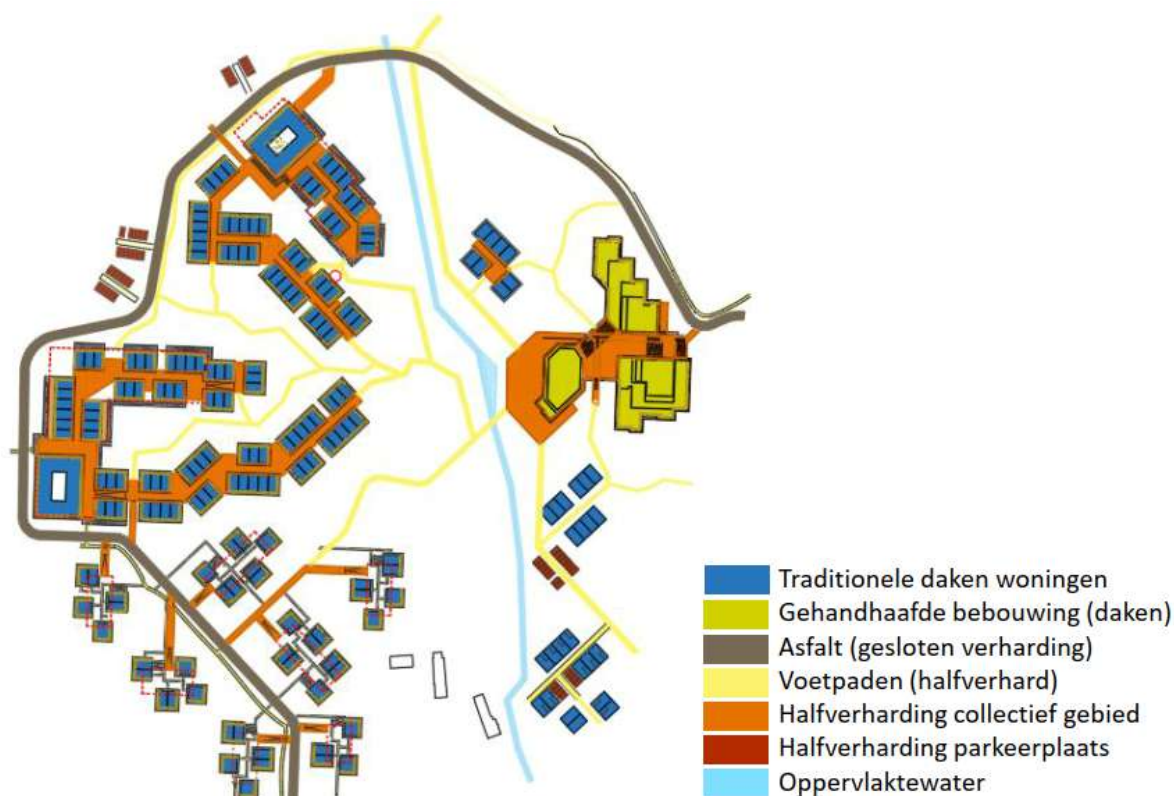 Traditionele daken woningen
Gehandhaafde bebouwing (daken)
Asfalt (gesloten verharding)
Voetpaden (halfverhard)
Halfverharding collectief gebied
Halfverharding parkeerplaats
Oppervlaktewater